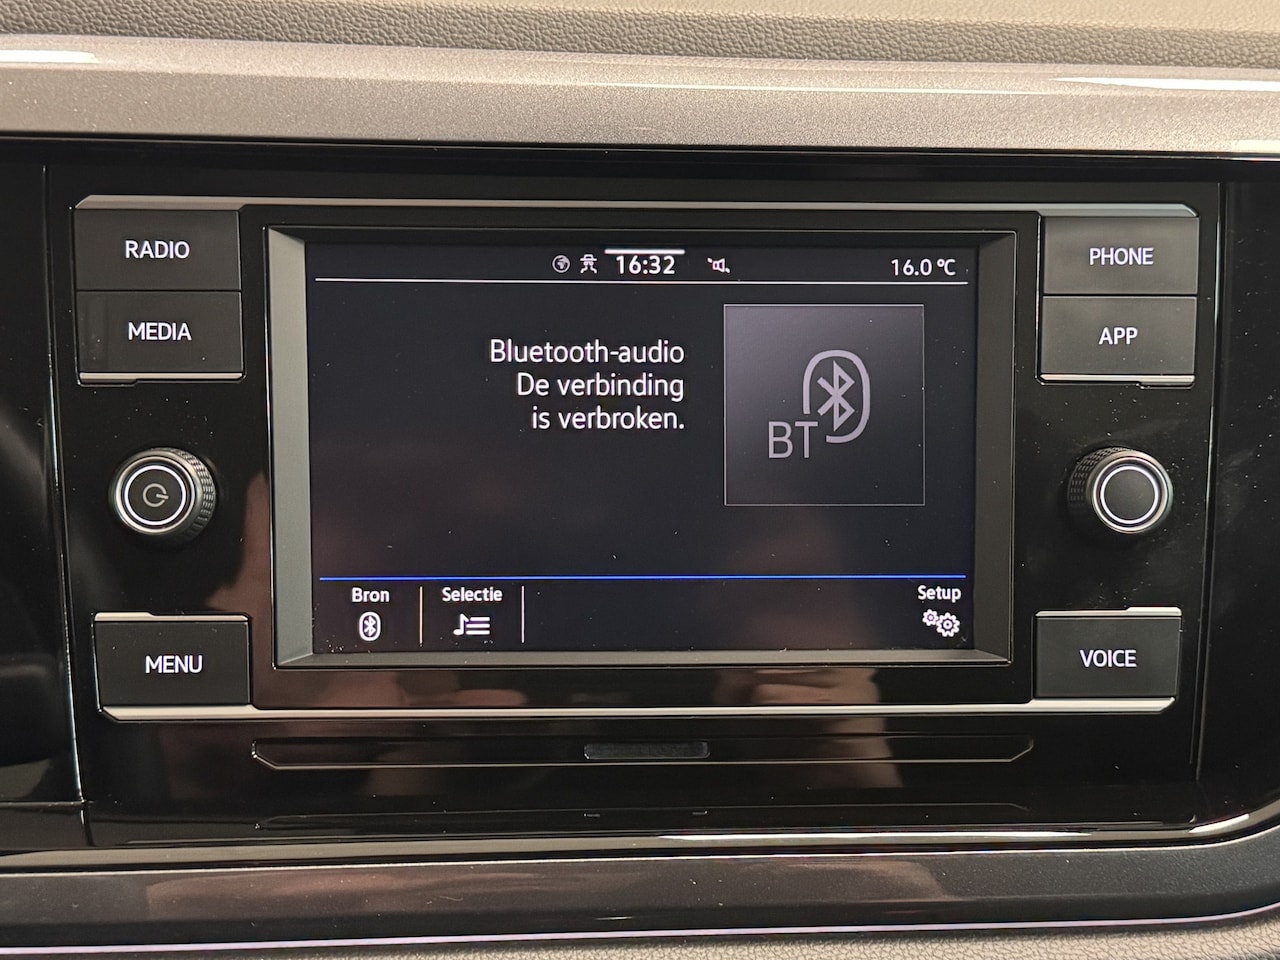 RADIO
MEDIA
MENU
16:32
16.0 °C
Bluetooth-audio
De verbinding
is verbroken.
BT
Bron
Selectie
Setup
PHONE
APP
VOICE